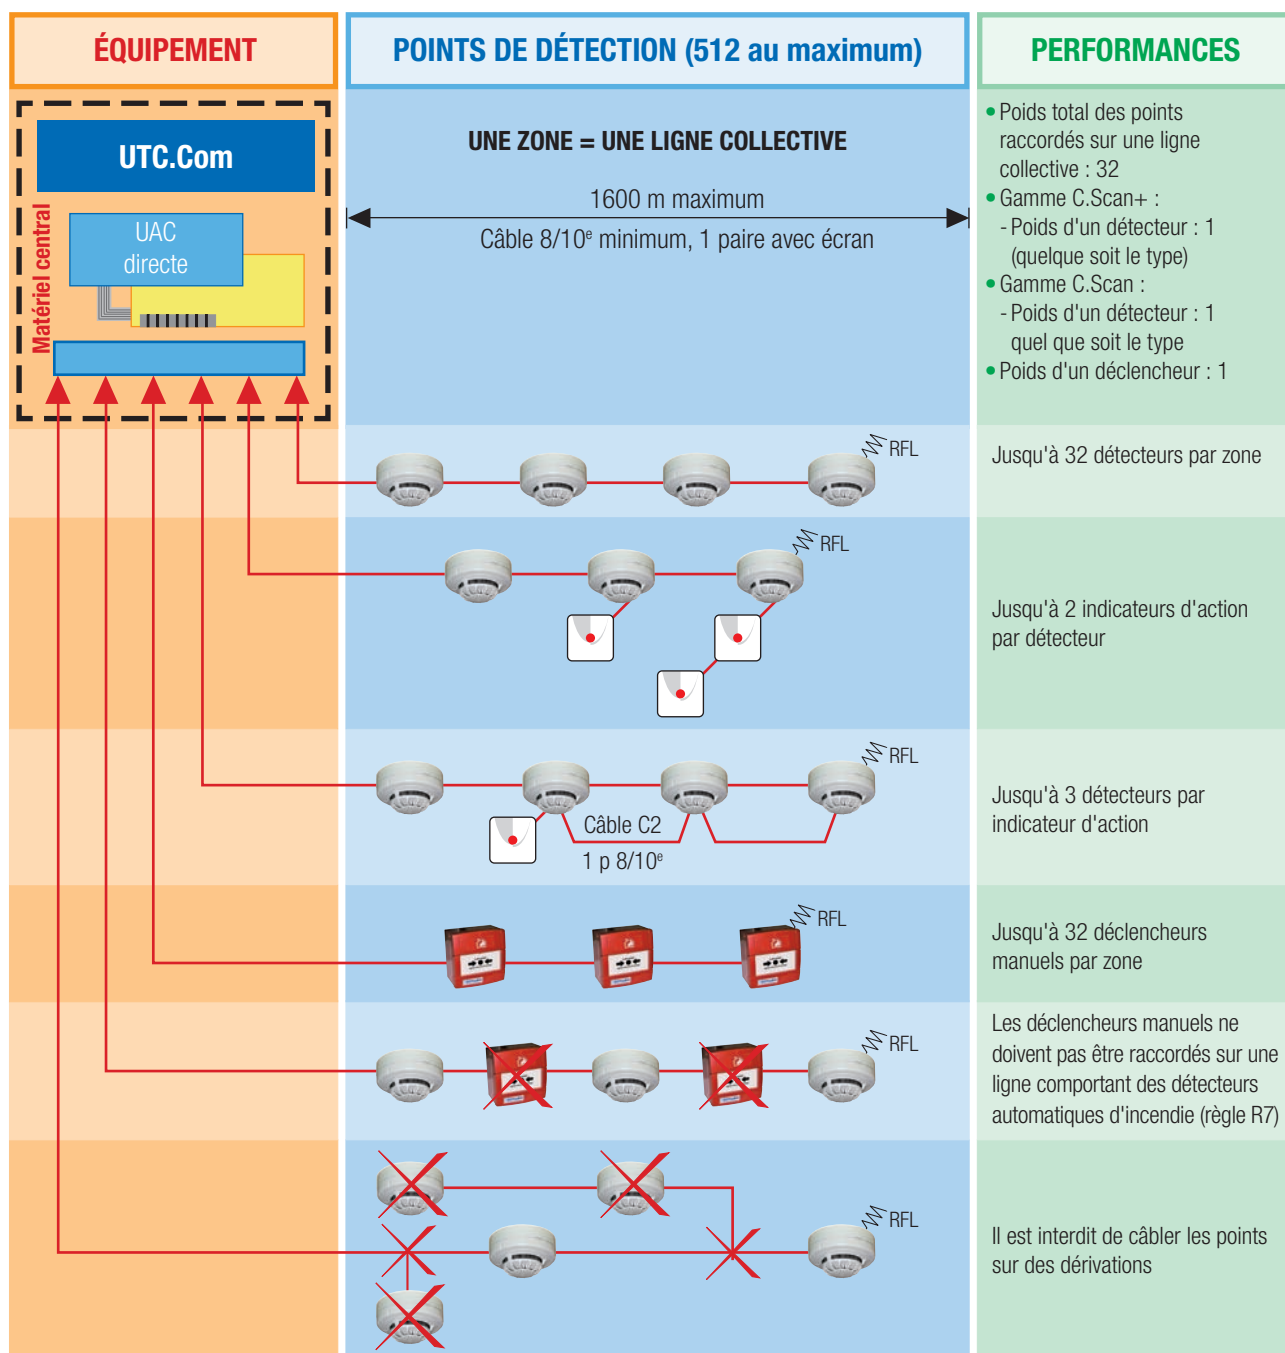 ÉQUIPEMENT
POINTS DE DÉTECTION (512 au maximum)
PERFORMANCES
UTC.Com
Matériel central
UAC
directe
UNE ZONE = UNE LIGNE COLLECTIVE
1600 m maximum
Câble 8/10e minimum, 1 paire avec écran
• Poids total des points
raccordés sur une ligne
collective : 32
• Gamme C.Scan+ :
- Poids d'un détecteur : 1
(quelque soit le type)
• Gamme C.Scan :
- Poids d'un détecteur : 1
quel que soit le type
• Poids d'un déclencheur : 1
RFL
Jusqu'à 32 détecteurs par zone
RFL
Jusqu'à 2 indicateurs d'action
par détecteur
RFL
Câble C2
1 p 8/10e
Jusqu'à 3 détecteurs par
indicateur d'action
RFL
Jusqu'à 32 déclencheurs
manuels par zone
RFL
Les déclencheurs manuels ne
doivent pas être raccordés sur une
ligne comportant des détecteurs
automatiques d'incendie (règle R7)
RFL
Il est interdit de câbler les points
sur des dérivations